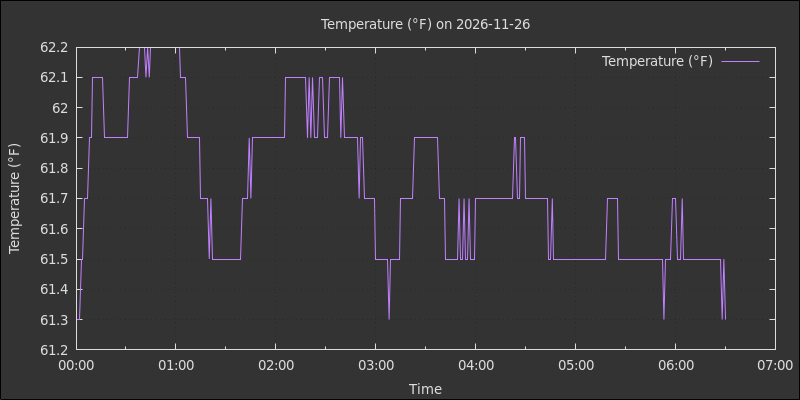 Temperature (°F) on 2026-11-26
Temperature (°F)
Temperature (°F)
62.2
62.1
62
61.9
61.8
61.7
61.6
61.5
61.4
61.3
61.2
00:00 01:00 02:00 03:00 04:00 05:00 06:00 07:00
Time